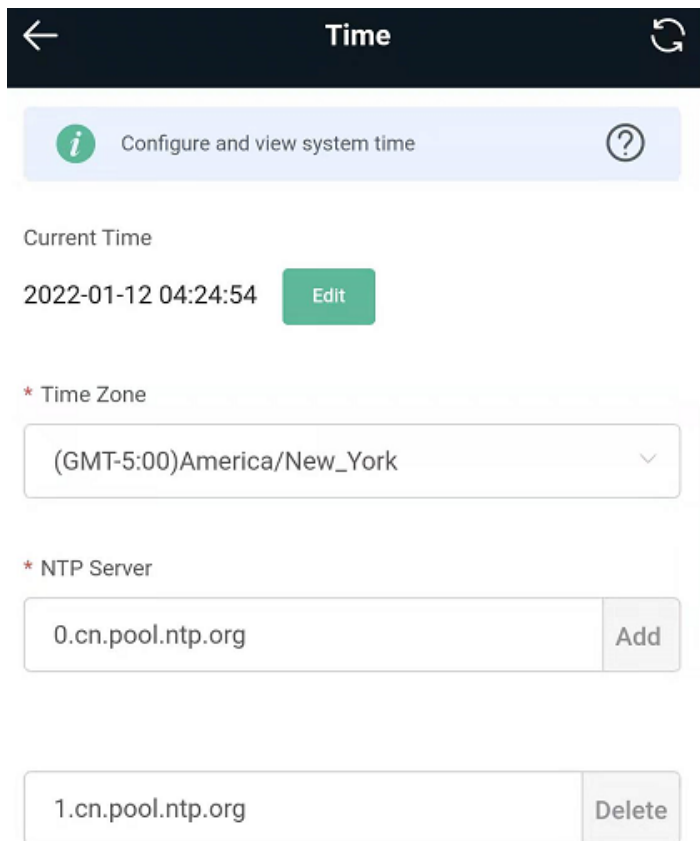 Time
Configure and view system time
Current Time
2022-01-12 04:24:54 Edit
* Time Zone
(GMT-5:00)America/New_York
* NTP Server
0.cn.pool.ntp.org Add
1.cn.pool.ntp.org Delete